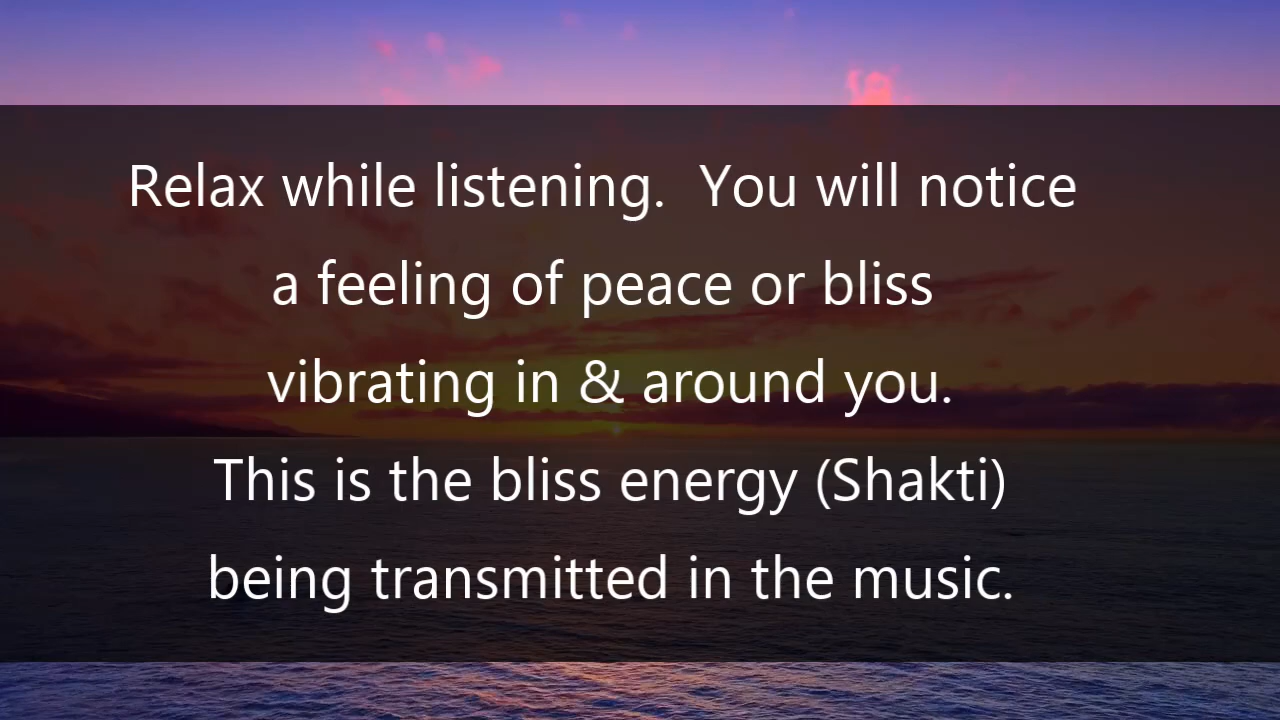 Relax while listening.  You will notice
a feeling of peace or bliss
vibrating in & around you.
This is the bliss energy (Shakti)
being transmitted in the music.